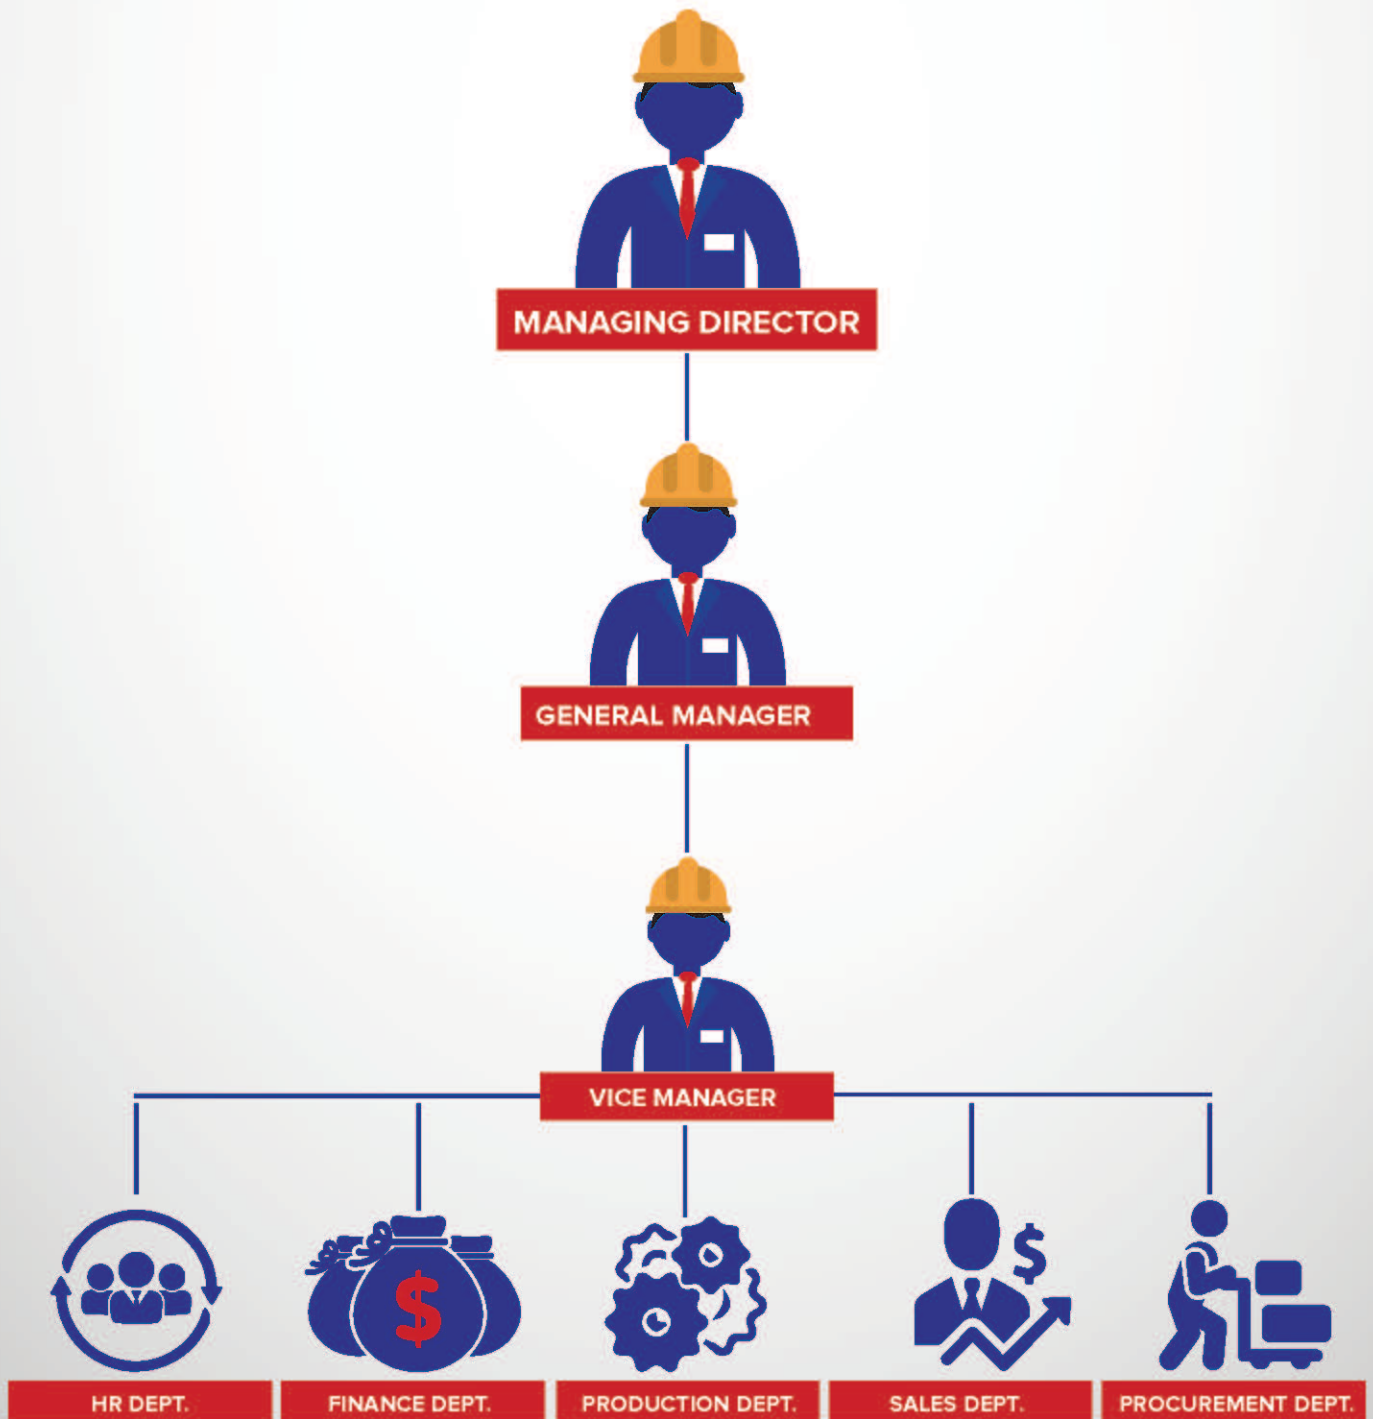 MANAGING DIRECTOR
GENERAL MANAGER
VICE MANAGER
HR DEPT.
FINANCE DEPT.
PRODUCTION DEPT.
SALES DEPT.
PROCUREMENT DEPT.
$
$